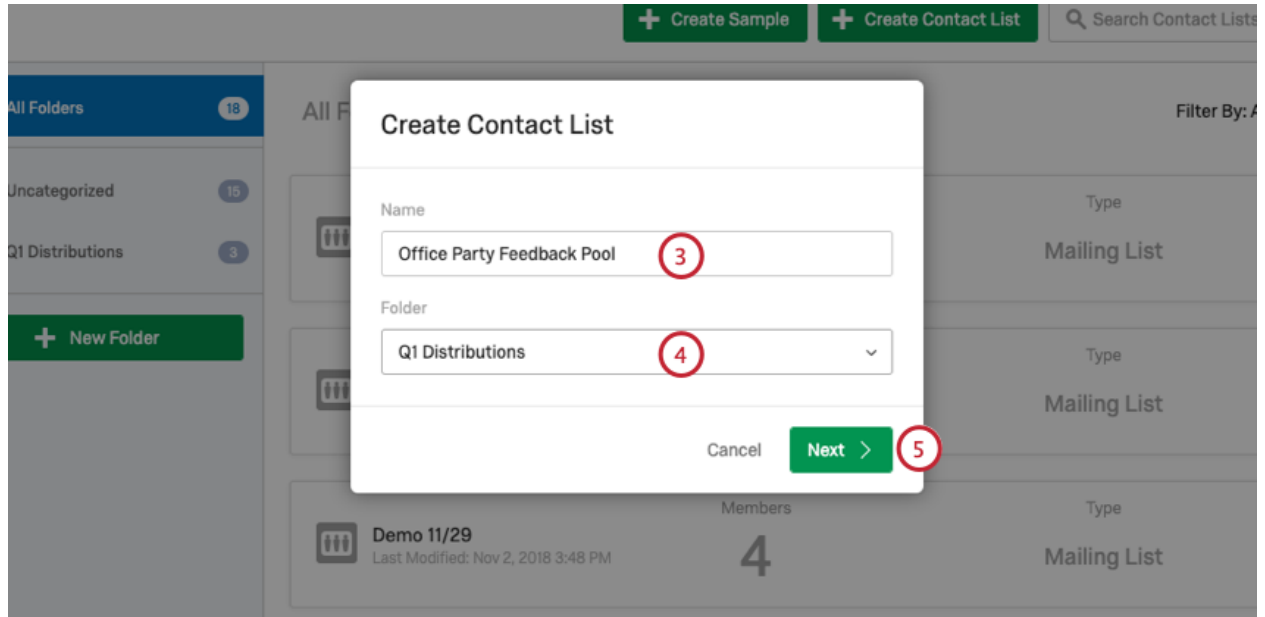 Create Sample
Create Contact List
Search Contact Lists
All Folders
18
All F
Filter By: A
Create Contact List
Uncategorized
15
Q1 Distributions
3
New Folder
Name
Office Party Feedback Pool
3
Folder
Q1 Distributions
4
Cancel
Next
5
Type
Mailing List
Type
Mailing List
Demo 11/29
Last Modified: Nov 2, 2018 3:48 PM
Members
4
Type
Mailing List